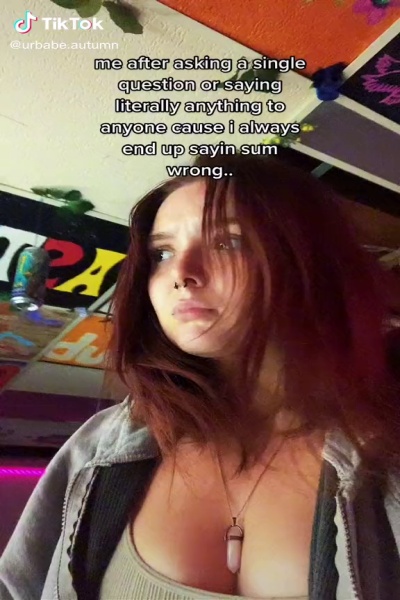 TikTok
@urbabe.autumn
me after asking a single
question or saying
literally anything to
anyone cause i always
end up sayin sum
wrong..